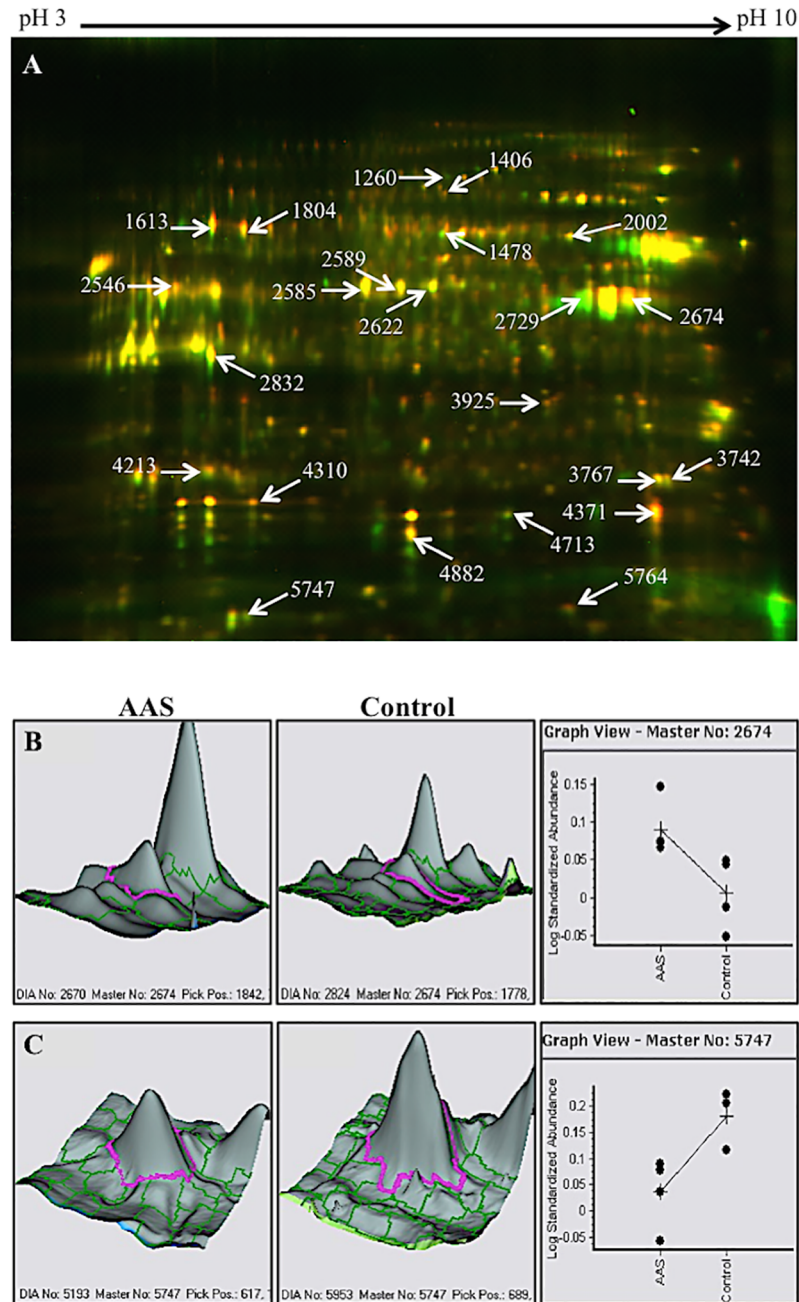 pH 3 pH 10
A
1260 1406
1613 1804 2002
1478
2589
2546 2585
2622 2729 2674
2832
3925
4213 4310 3767 3742
4371
4713
4882
5747 5764
AAS Control
B
DIA No: 2670 Master No: 2674 Pick Pos.: 1842,
DIA No: 2824 Master No: 2674 Pick Pos.: 1778,
Graph View - Master No: 2674
Log Standardized Abundance
0.15
0.1
0.05
0
-0.05
AAS
Control
C
DIA No: 5193 Master No: 5747 Pick Pos.: 617,
DIA No: 5953 Master No: 5747 Pick Pos.: 689,
Graph View - Master No: 5747
Log Standardized Abundance
0.2
0.15
0.1
0.05
0
-0.05
AAS
Control